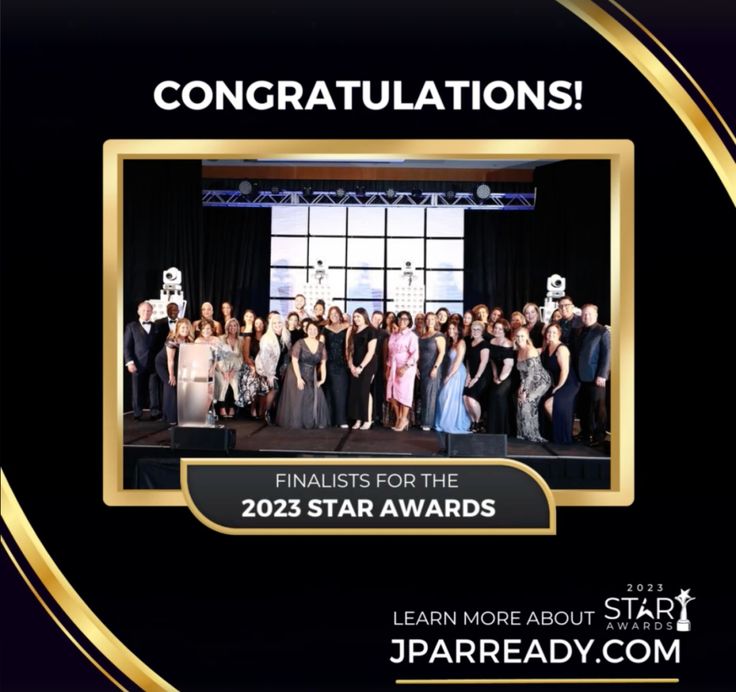 CONGRATULATIONS!
FINALISTS FOR THE
2023 STAR AWARDS
2023
STAR
AWARDS
LEARN MORE ABOUT
JPARREADY.COM